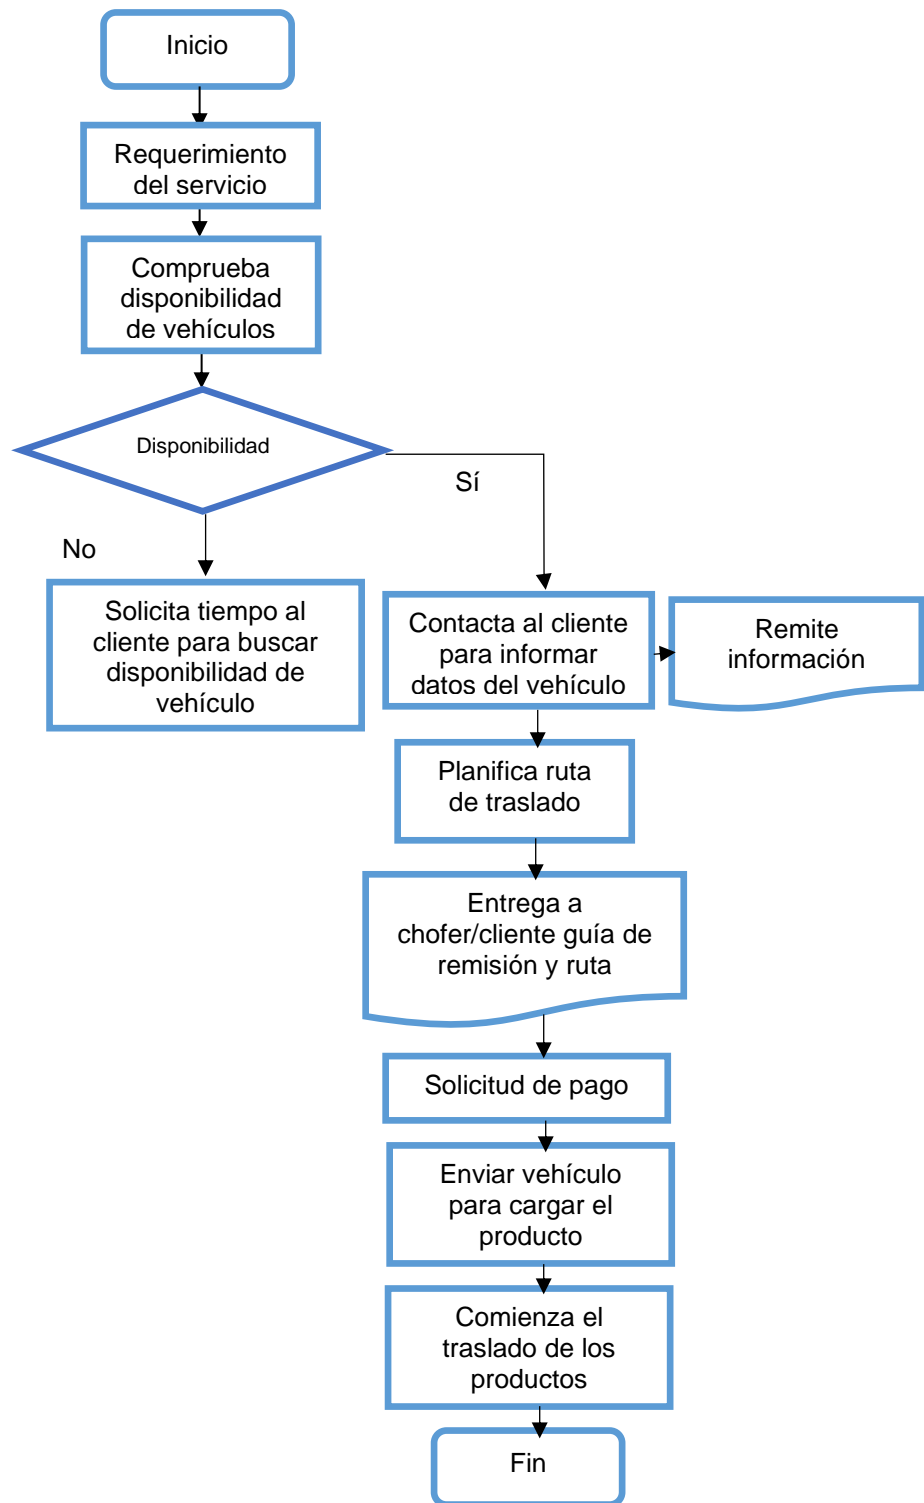 Inicio
Requerimiento
del servicio
Comprueba
disponibilidad
de vehículos
Disponibilidad
Sí
No
Solicita tiempo al
cliente para buscar
disponibilidad de
vehículo
Contacta al cliente
para informar
datos del vehículo
Remite
información
Planifica ruta
de traslado
Entrega a
chofer/cliente guía de
remisión y ruta
Solicitud de pago
Enviar vehículo
para cargar el
producto
Comienza el
traslado de los
productos
Fin